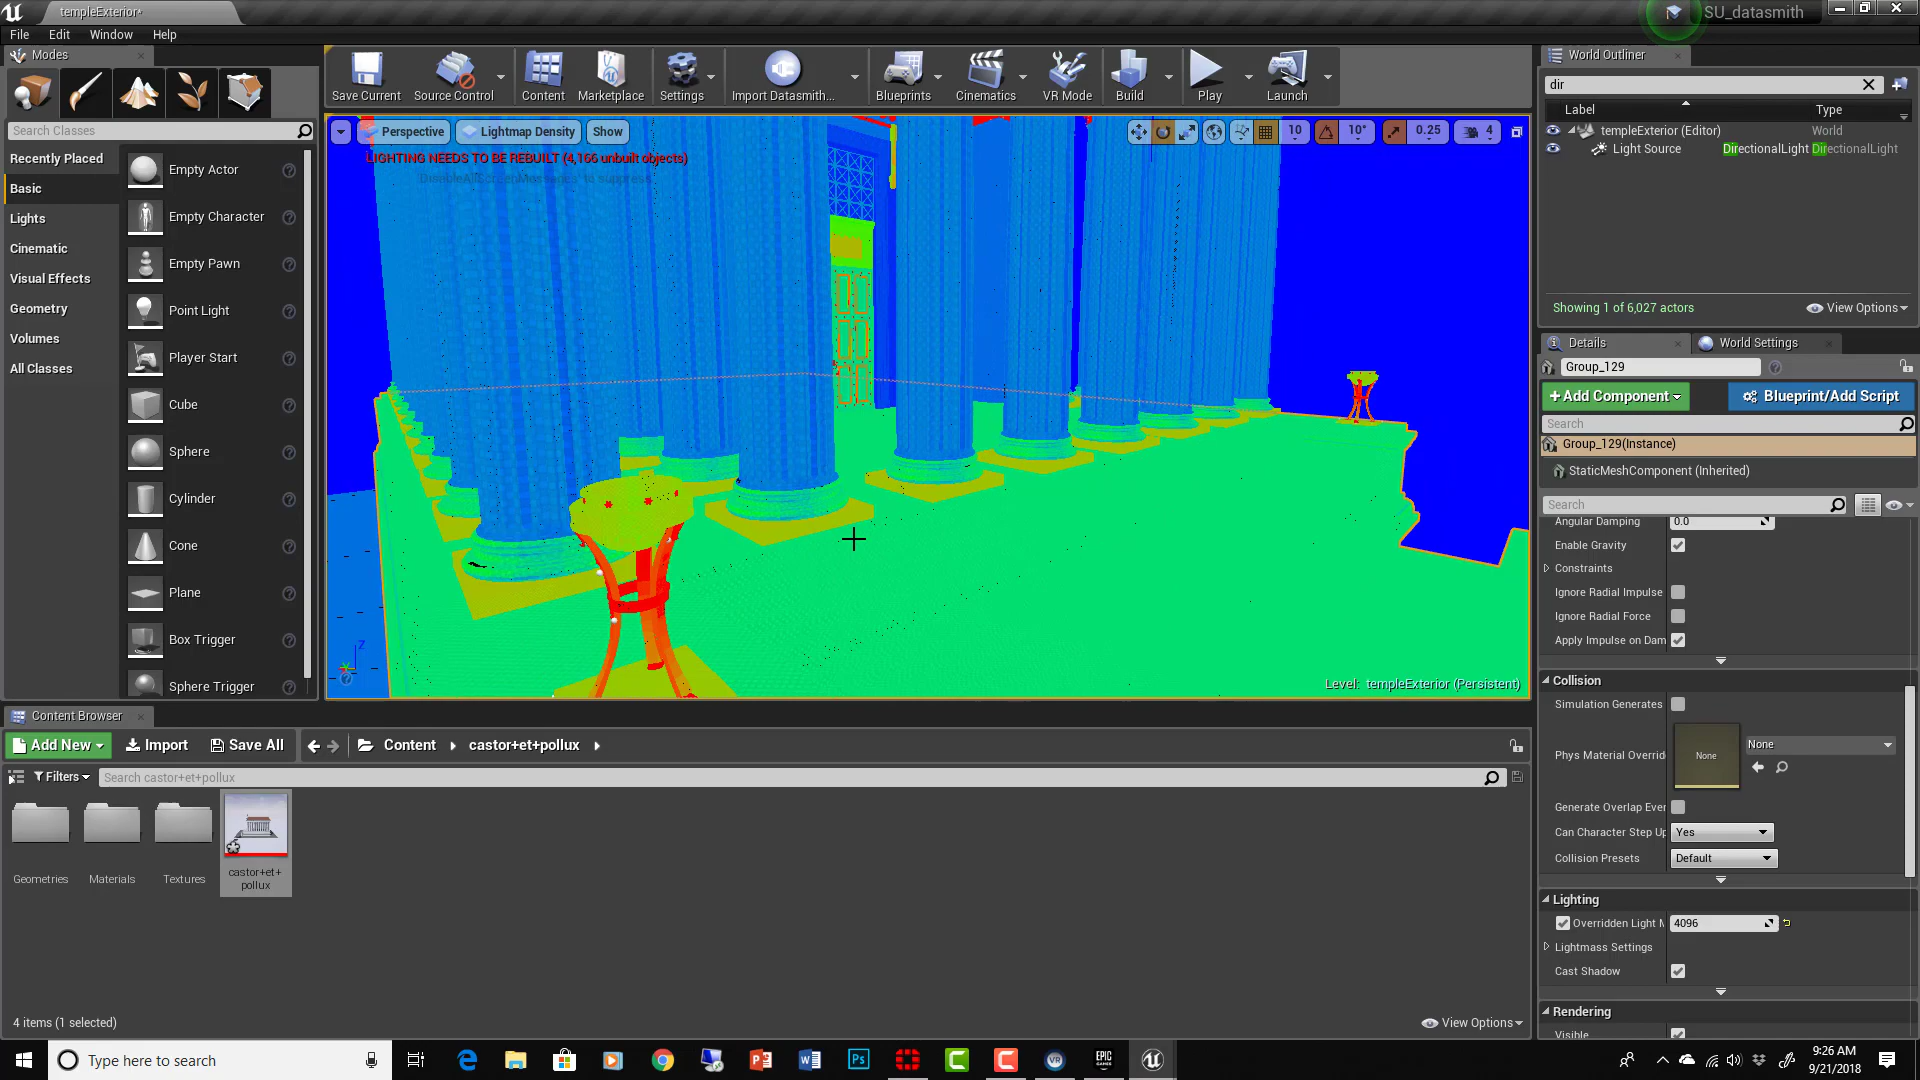 templeExterior*
SU_datasmith
File Edit Window Help
Modes
Save Current
Source Control
Content
Marketplace
Settings
Import Datasmith...
Blueprints
Cinematics
VR Mode
Build
Play
Launch
World Outliner
dir
Label
Type
templeExterior (Editor)
World
Light Source
DirectionalLight
DirectionalLight
Showing 1 of 6,027 actors
View Options
Search Classes
Recently Placed
Basic
Lights
Cinematic
Visual Effects
Geometry
Volumes
All Classes
Empty Actor
Empty Character
Empty Pawn
Point Light
Player Start
Cube
Sphere
Cylinder
Cone
Plane
Box Trigger
Sphere Trigger
Perspective
Lightmap Density
Show
10
10°
0.25
4
LIGHTING NEEDS TO BE REBUILT (4,166 unbuilt objects)
'DisableAllScreenMessages' to suppress
Z
Level: templeExterior (Persistent)
Details
World Settings
Group_129
+Add Component
Blueprint/Add Script
Search
Group_129(Instance)
StaticMeshComponent (Inherited)
Search
Angular Damping
0.0
Enable Gravity
Constraints
Ignore Radial Impulse
Ignore Radial Force
Apply Impulse on Dam
Collision
Simulation Generates
Phys Material Overrid
None
None
Generate Overlap Ever
Can Character Step Up
Yes
Collision Presets
Default
Lighting
Overridden Light M
4096
Lightmass Settings
Cast Shadow
Rendering
Visible
Content Browser
Add New
Import
Save All
Content
castor+et+pollux
Filters
Search castor+et+pollux
Geometries
Materials
Textures
castor+et+
pollux
4 items (1 selected)
View Options
Type here to search
9:26 AM
9/21/2018